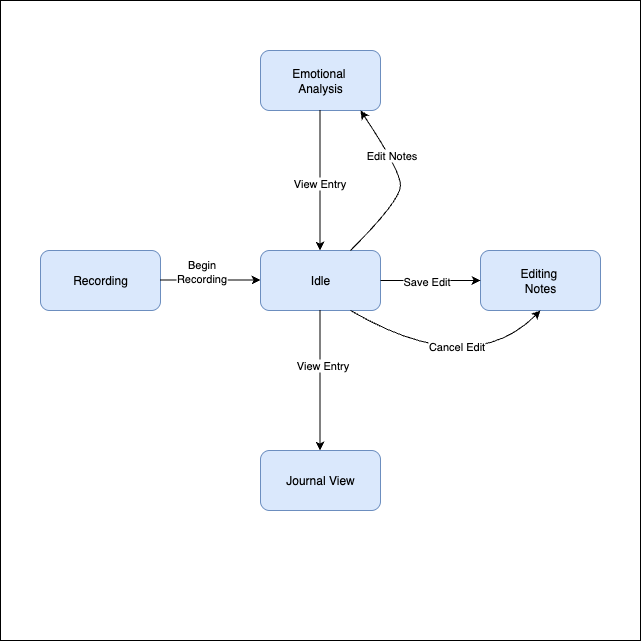 Emotional
Analysis
Edit Notes
View Entry
Begin
Recording
Recording
Idle
Save Edit
Editing
Notes
Cancel Edit
View Entry
Journal View